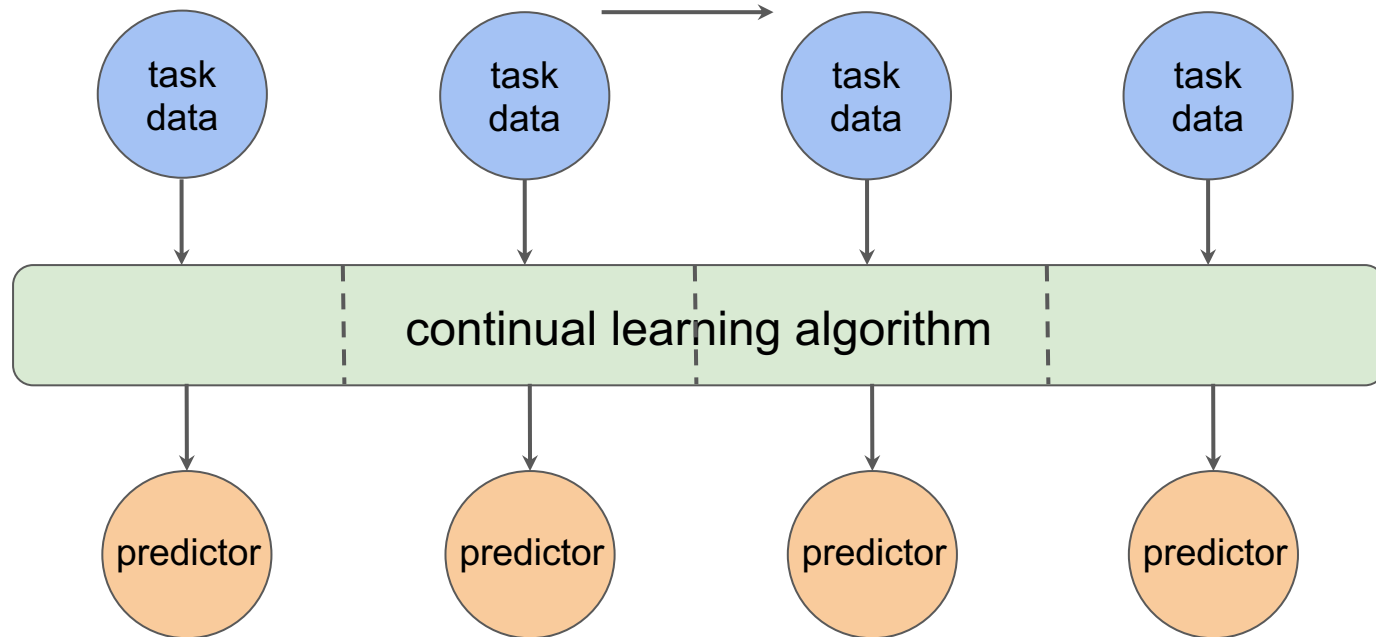 task
data
task
data
task
data
task
data
continual learning algorithm
predictor
predictor
predictor
predictor